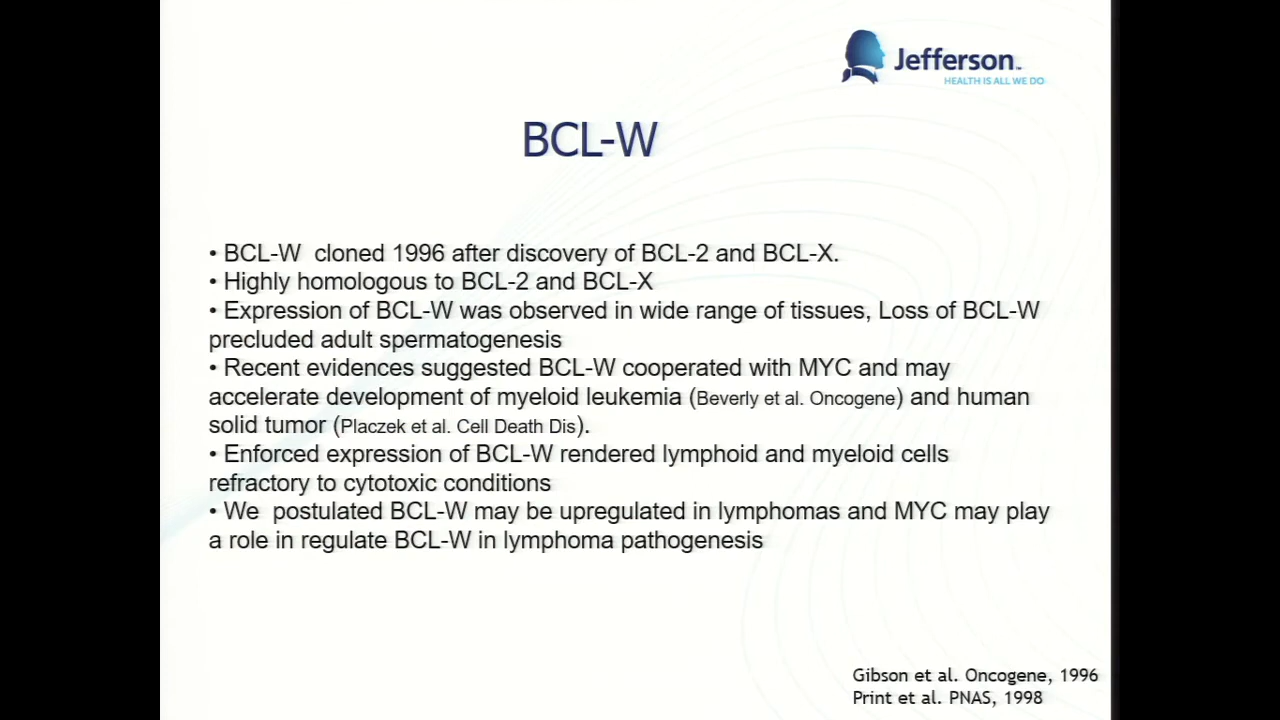 Jefferson™
HEALTH IS ALL WE DO
BCL-W
• BCL-W  cloned 1996 after discovery of BCL-2 and BCL-X.
• Highly homologous to BCL-2 and BCL-X
• Expression of BCL-W was observed in wide range of tissues, Loss of BCL-W
precluded adult spermatogenesis
• Recent evidences suggested BCL-W cooperated with MYC and may
accelerate development of myeloid leukemia (Beverly et al. Oncogene) and human
solid tumor (Placzek et al. Cell Death Dis).
• Enforced expression of BCL-W rendered lymphoid and myeloid cells
refractory to cytotoxic conditions
• We  postulated BCL-W may be upregulated in lymphomas and MYC may play
a role in regulate BCL-W in lymphoma pathogenesis
Gibson et al. Oncogene, 1996
Print et al. PNAS, 1998